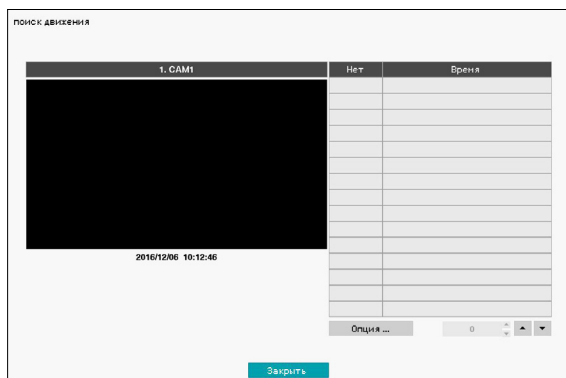 поиск движения
1. CAM1
Нет Время
2016/12/06 10:12:46
Опция ... 0
Закрыть